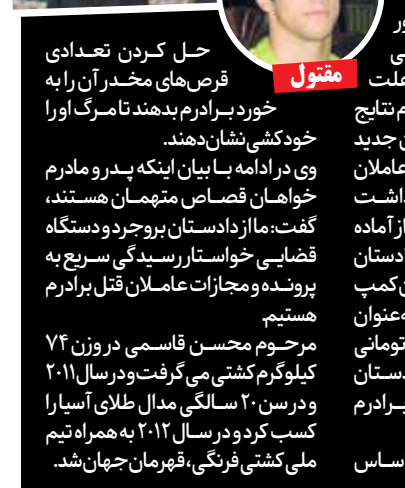 مقتول
حل کردن تعدادی
قرص‌های مخدر آن را به
خورد برادرم بدهند تا مرگ او را
خودکشی نشان دهند.
وی در ادامه با بیان اینکه پدر و مادرم
خواهان قصاص متهمان هستند،
گفت: ما از دادستان بروجرد و دستگاه
قضایی خواستار رسیدگی سریع به
پرونده و مجازات عاملان قتل برادرم
هستیم.
مرحوم محسن قاسمی در وزن ۷۴
کیلوگرم کشتی می گرفت و در سال ۲۰۱۱
و در سن ۲۰ سالگی مدال طلای آسیا را
کسب کرد و در سال ۲۰۱۲ به همراه تیم
ملی کشتی فرنگی، قهرمان جهان شد.